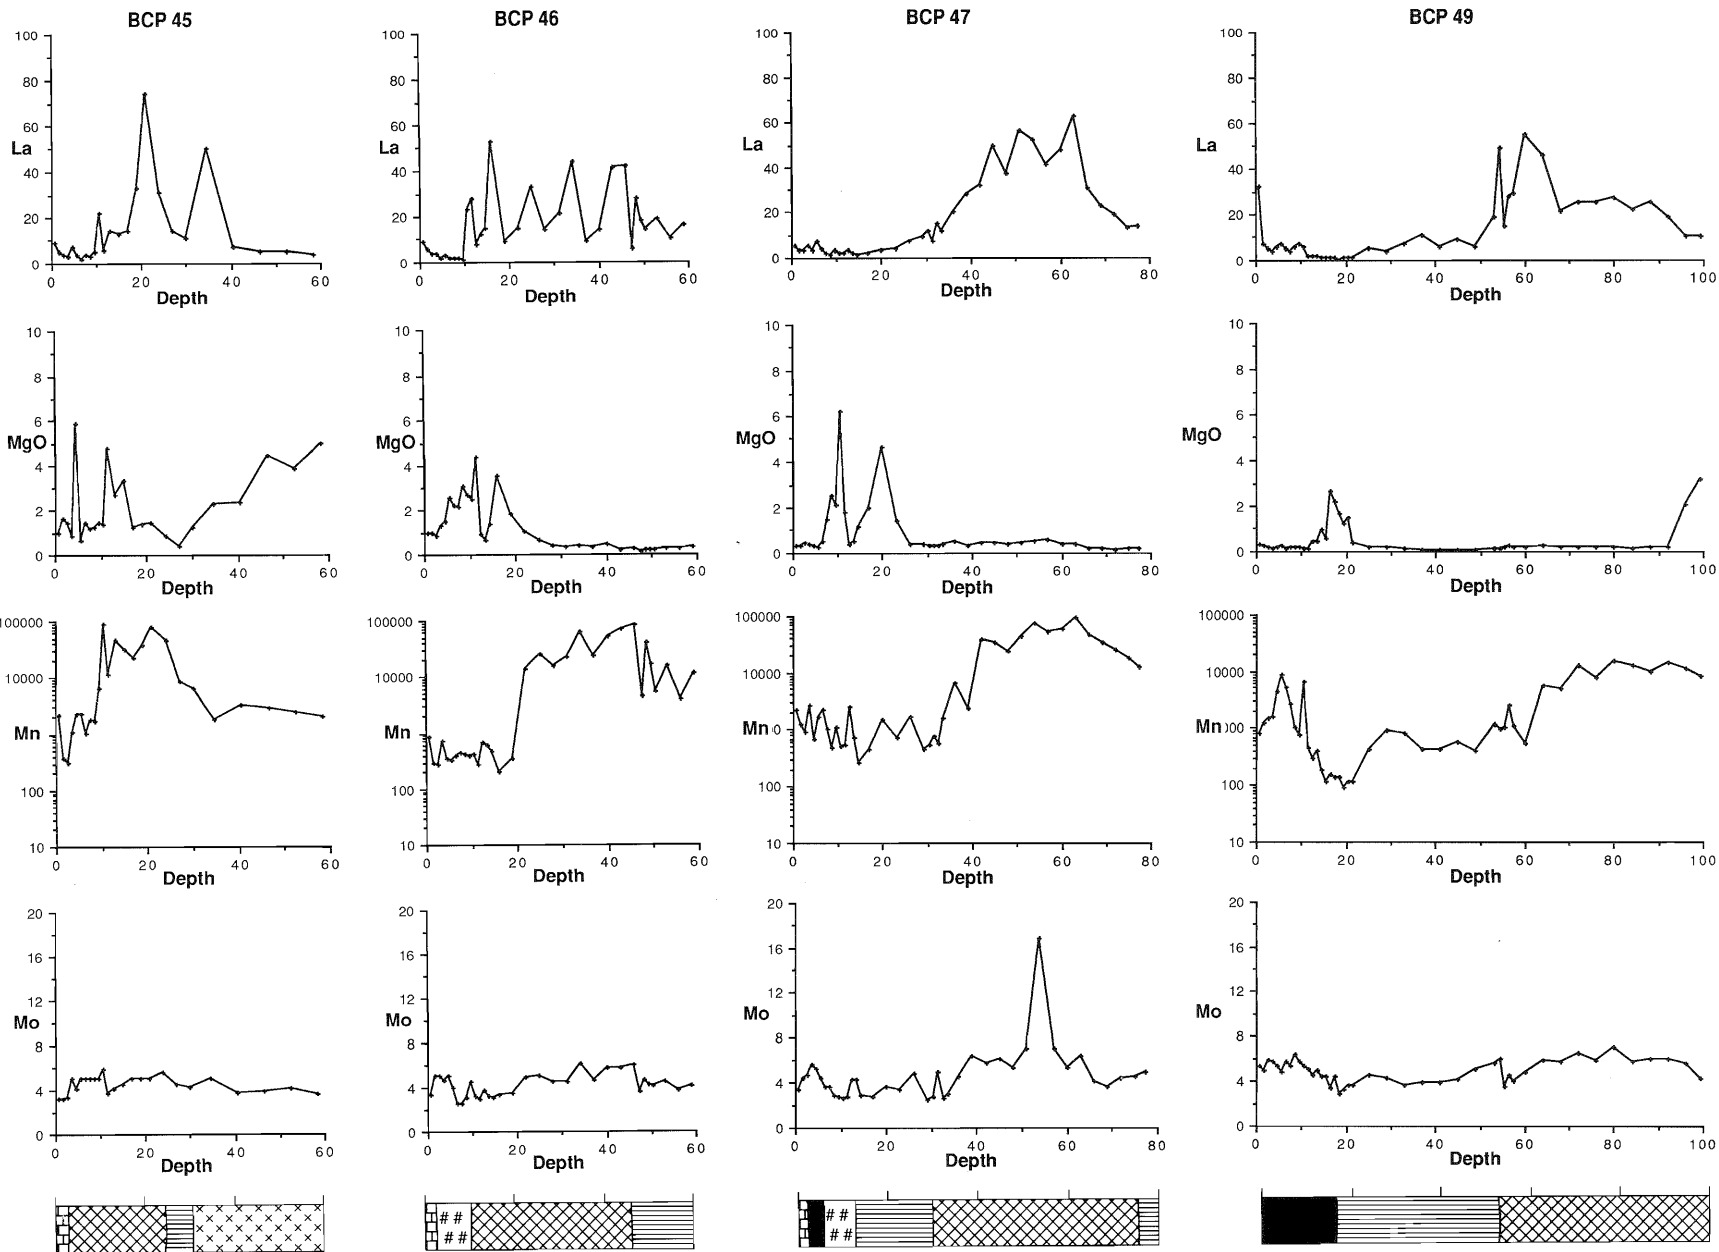 BCP 45 BCP 46 BCP 47 BCP 49
100 100 100 100
80 80 80 80
60 60 60 60
La La La La
40 40 40 40
20 20 20 20
0 0 0 0
0 20 40 60 0 20 40 60 0 20 40 60 80 0 20 40 60 80 100
Depth Depth Depth Depth
10 10 10 10
8 8 8 8
6 6 6 6
MgO MgO MgO MgO
4 4 4 4
2 2 2 2
0 0 0 0
0 20 40 60 0 20 40 60 0 20 40 60 80 0 20 40 60 80 100
Depth Depth Depth Depth
100000 100000 100000 100000
10000 10000 10000 10000
Mn Mn Mn 0 Mn 100
100 100 100 100
10 10 10 10
0 20 40 60 0 20 40 60 0 20 40 60 80 0 20 40 60 80 100
Depth Depth Depth Depth
20 20 20 20
16 16 16 16
12 12 12 12
Mo Mo Mo Mo
8 8 8 8
4 4 4 4
0 0 0 0
0 20 40 60 0 20 40 60 0 20 40 60 80 0 20 40 60 80 100
Depth Depth Depth Depth
# # # #
# # # #